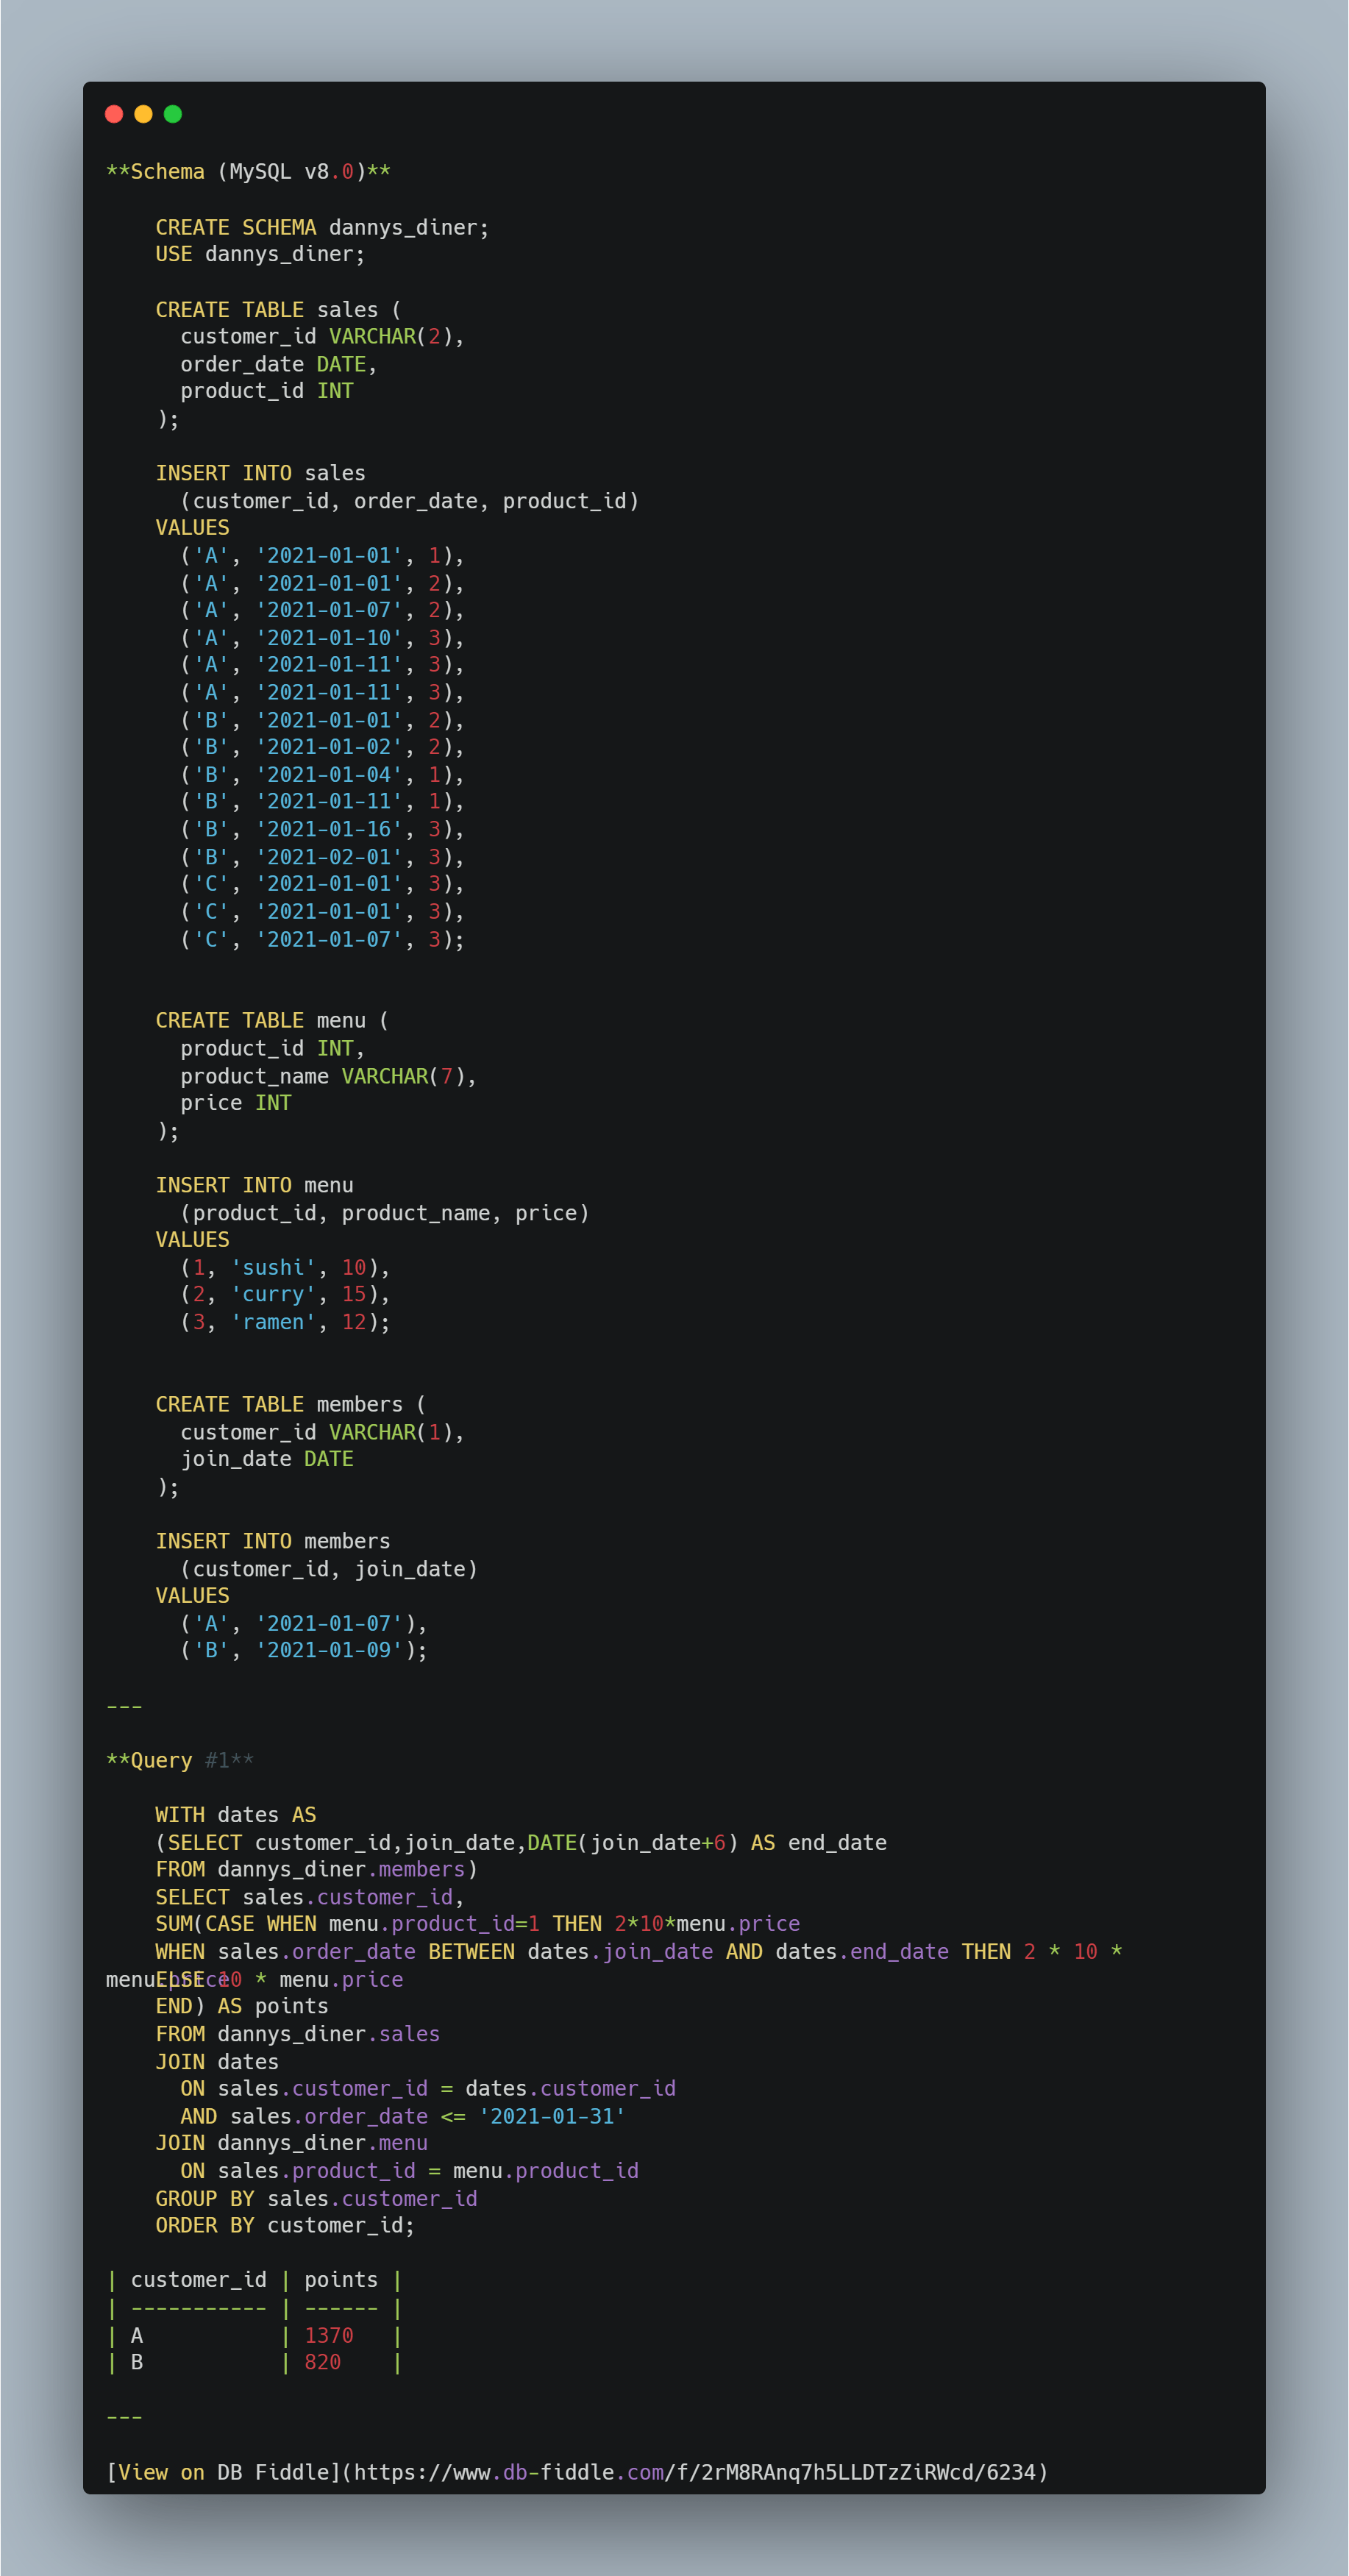 **Schema (MySQL v8.0)**
CREATE SCHEMA dannys_diner;
USE dannys_diner;
CREATE TABLE sales (
customer_id VARCHAR(2),
order_date DATE,
product_id INT
);
INSERT INTO sales
(customer_id, order_date, product_id)
VALUES
('A', '2021-01-01', 1),
('A', '2021-01-01', 2),
('A', '2021-01-07', 2),
('A', '2021-01-10', 3),
('A', '2021-01-11', 3),
('A', '2021-01-11', 3),
('B', '2021-01-01', 2),
('B', '2021-01-02', 2),
('B', '2021-01-04', 1),
('B', '2021-01-11', 1),
('B', '2021-01-16', 3),
('B', '2021-02-01', 3),
('C', '2021-01-01', 3),
('C', '2021-01-01', 3),
('C', '2021-01-07', 3);
CREATE TABLE menu (
product_id INT,
product_name VARCHAR(7),
price INT
);
INSERT INTO menu
(product_id, product_name, price)
VALUES
(1, 'sushi', 10),
(2, 'curry', 15),
(3, 'ramen', 12);
CREATE TABLE members (
customer_id VARCHAR(1),
join_date DATE
);
INSERT INTO members
(customer_id, join_date)
VALUES
('A', '2021-01-07'),
('B', '2021-01-09');
---
**Query #1**
WITH dates AS
(SELECT customer_id,join_date,DATE(join_date+6) AS end_date
FROM dannys_diner.members)
SELECT sales.customer_id,
SUM(CASE WHEN menu.product_id=1 THEN 2*10*menu.price
WHEN sales.order_date BETWEEN dates.join_date AND dates.end_date THEN 2 * 10 *
menu.price
ELSE 10 * menu.price
END) AS points
FROM dannys_diner.sales
JOIN dates
ON sales.customer_id = dates.customer_id
AND sales.order_date <= '2021-01-31'
JOIN dannys_diner.menu
ON sales.product_id = menu.product_id
GROUP BY sales.customer_id
ORDER BY customer_id;
| customer_id | points |
| ----------- | ------ |
| A | 1370 |
| B | 820 |
---
[View on DB Fiddle](https://www.db-fiddle.com/f/2rM8RAnq7h5LLDTzZiRWcd/6234)